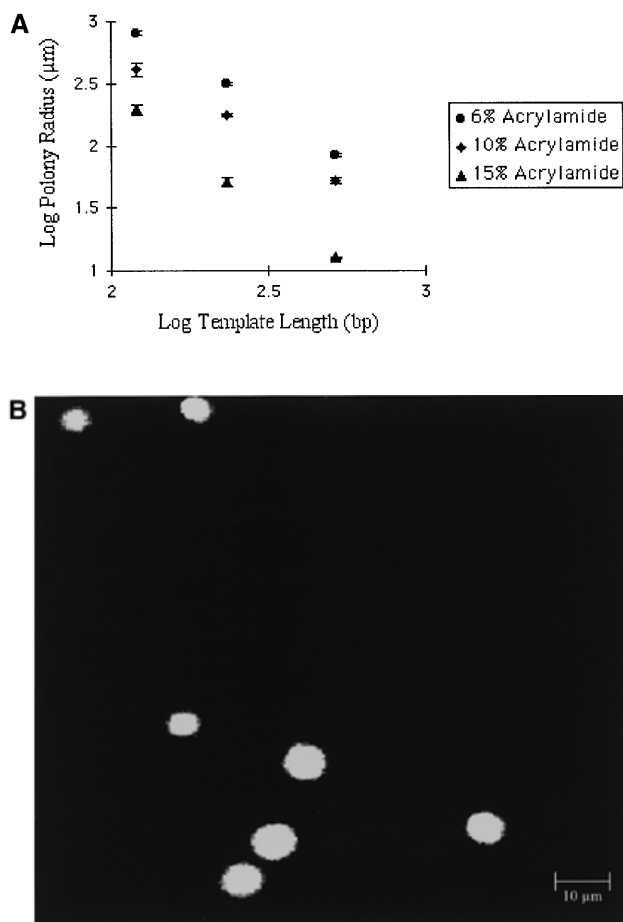 A
Log Polony Radius (µm)
3
2.5
2
1.5
1
2
2.5
3
Log Template Length (bp)
6% Acrylamide
10% Acrylamide
15% Acrylamide
B
10 µm